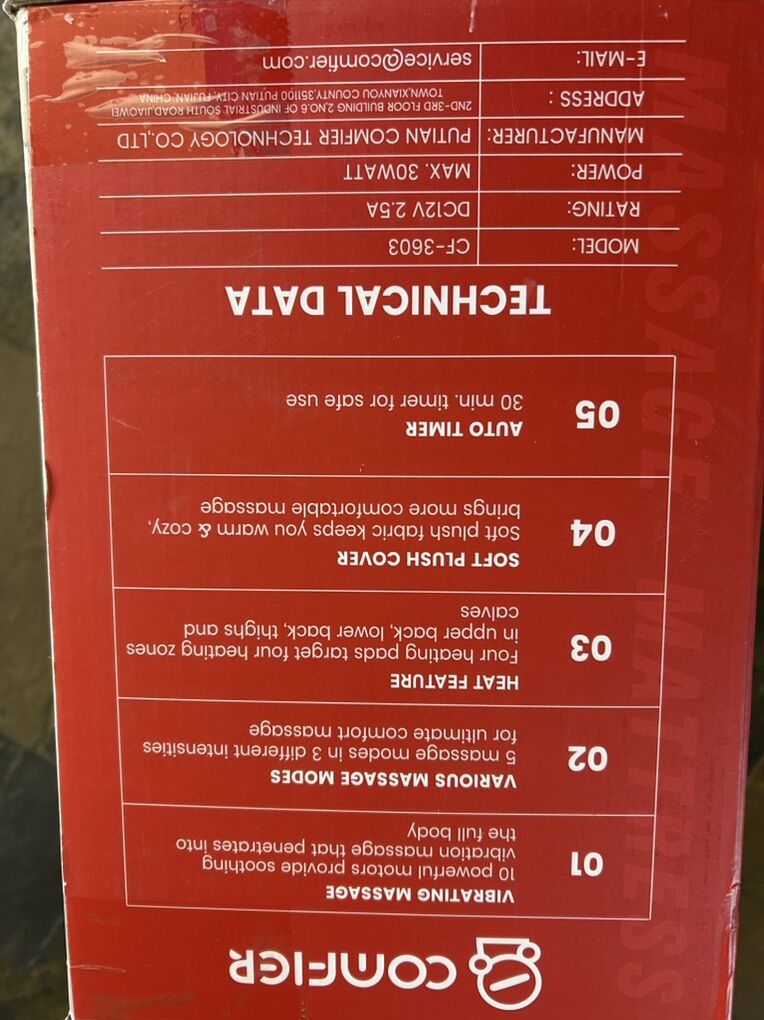 COMFIER
01
VIBRATING MASSAGE
10 powerful motors provide soothing
vibration massage that penetrates into
the full body
02
VARIOUS MASSAGE MODES
5 massage modes in 3 different intensities
for ultimate comfort massage
03
HEAT FEATURE
Four heating pads target four heating zones
in upper back, lower back, thighs and
calves
04
SOFT PLUSH COVER
Soft plush fabric keeps you warm & cozy,
brings more comfortable massage
05
AUTO TIMER
30 min. timer for safe use
TECHNICAL DATA
MODEL: CF-3603
RATING: DC12V 2.5A
POWER: MAX. 30WATT
MANUFACTURER: PUTIAN COMFIER TECHNOLOGY CO.,LTD
ADDRESS : 2ND-3RD FLOOR BUILDING 2,NO.6 OF INDUSTRIAL SOUTH ROAD,JIAOWEI
TOWN,XIANYOU COUNTY,351100 PUTIAN CITY, FUJIAN, CHINA
E-MAIL: service@comfier.com
MASSAGE MATTRESS